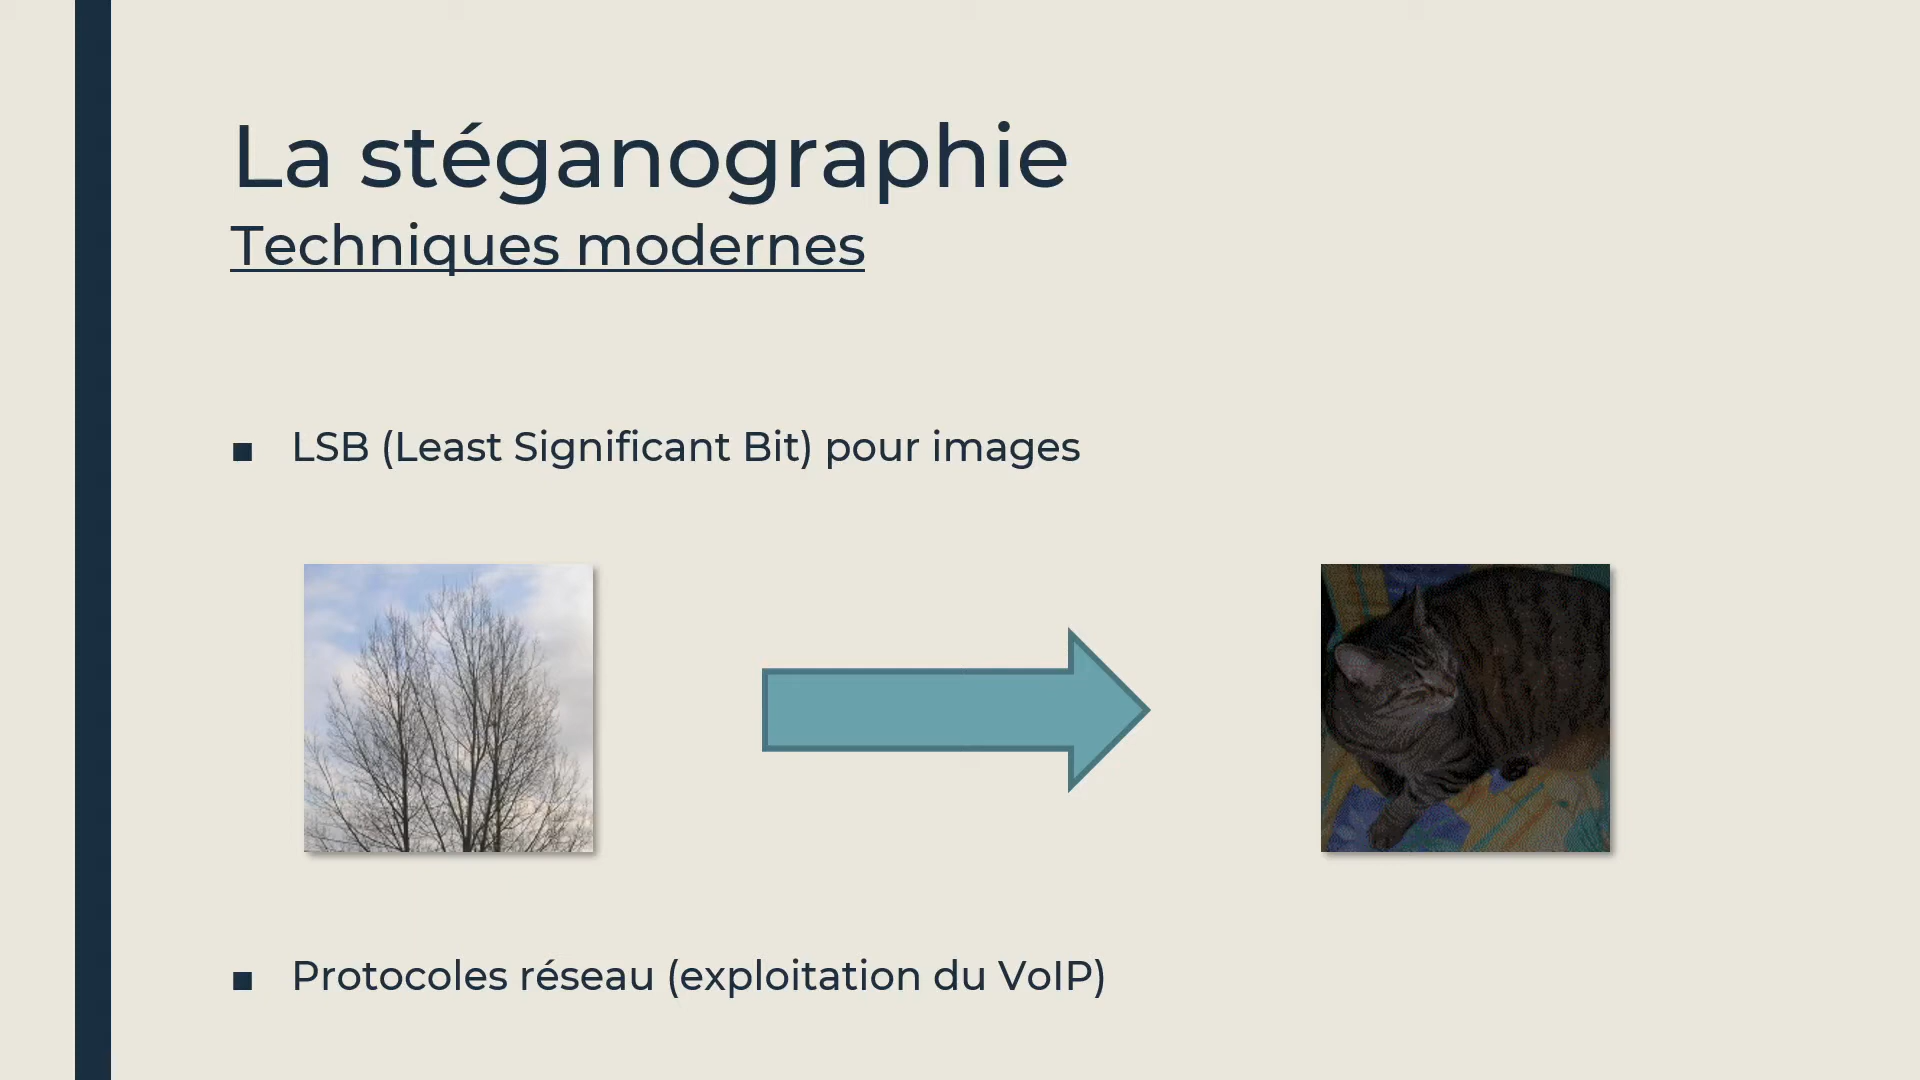 La stéganographie
Techniques modernes
LSB (Least Significant Bit) pour images
Protocoles réseau (exploitation du VoIP)